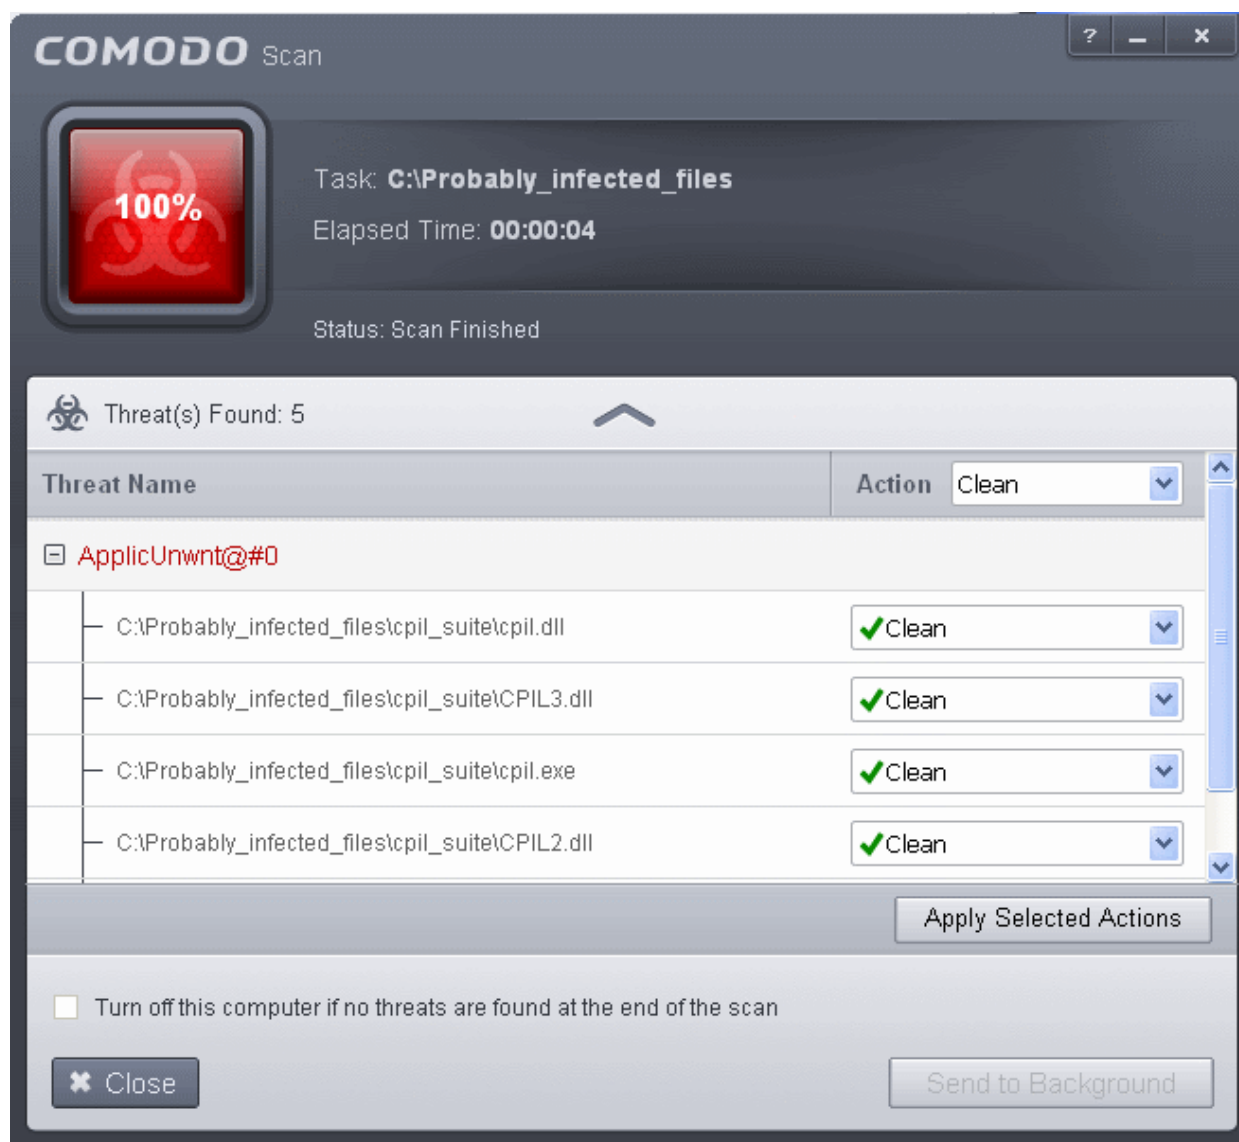 COMODO Scan
?
100%
Task: C:\Probably_infected_files
Elapsed Time: 00:00:04
Status: Scan Finished
Threat(s) Found: 5
Threat Name
Action
Clean
ApplicUnwnt@#0
C:\Probably_infected_files\cpil_suite\cpil.dll
Clean
C:\Probably_infected_files\cpil_suite\CPIL3.dll
Clean
C:\Probably_infected_files\cpil_suite\cpil.exe
Clean
C:\Probably_infected_files\cpil_suite\CPIL2.dll
Clean
Apply Selected Actions
Turn off this computer if no threats are found at the end of the scan
Close
Send to Background